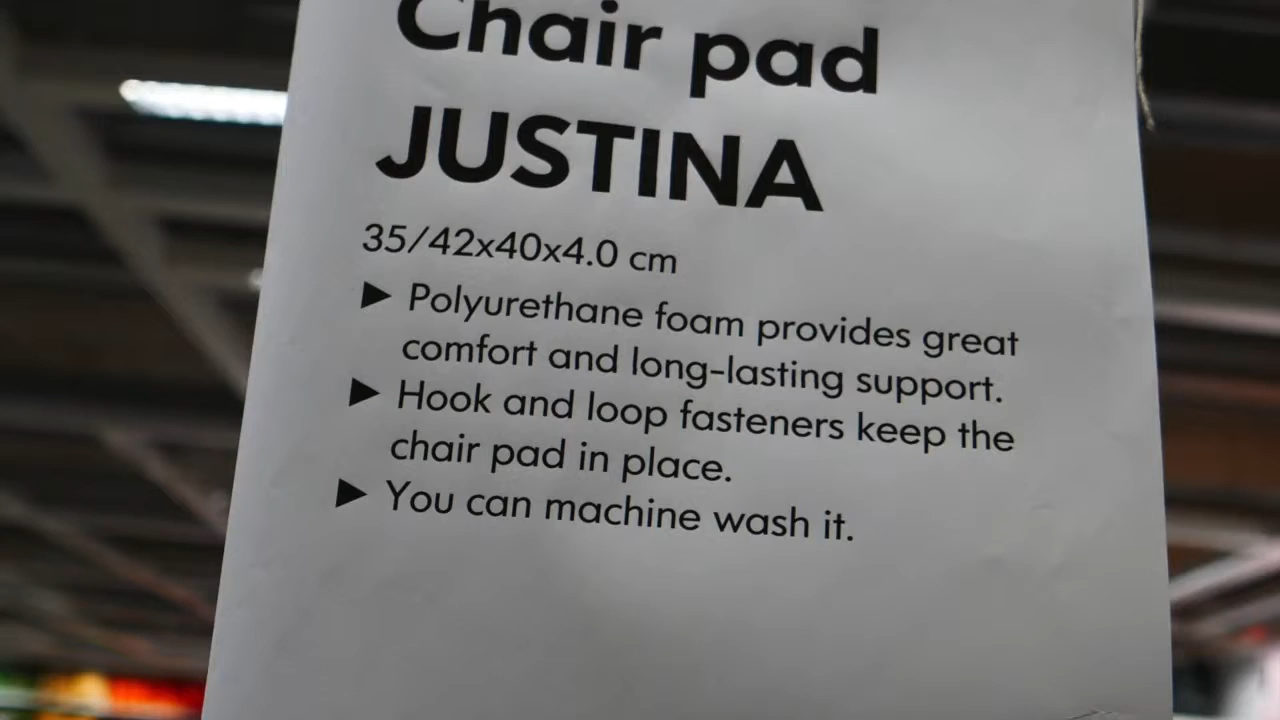 Chair pad
JUSTINA
35/42x40x4.0 cm
► Polyurethane foam provides great
comfort and long-lasting support.
► Hook and loop fasteners keep the
chair pad in place.
► You can machine wash it.